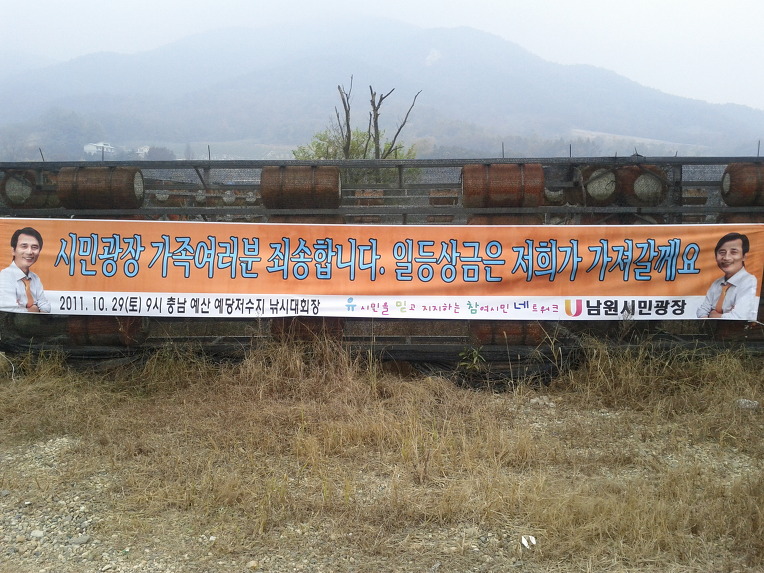 시민광장 가족여러분 죄송합니다. 일등상금은 저희가 가져갈께요
2011. 10. 29(토) 9시 충남 예산 예당저수지 낚시대회장 유시민을 믿고 지지하는 참여시민 네트워크 U 남원시민광장